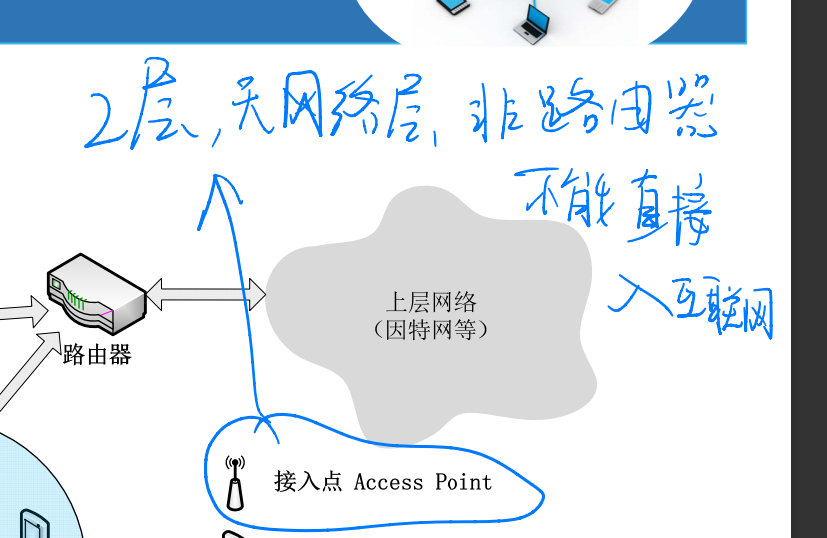 2层，无网络层，非路由器
不能直接
入互联网
上层网络
（因特网等）
路由器
接入点 Access Point